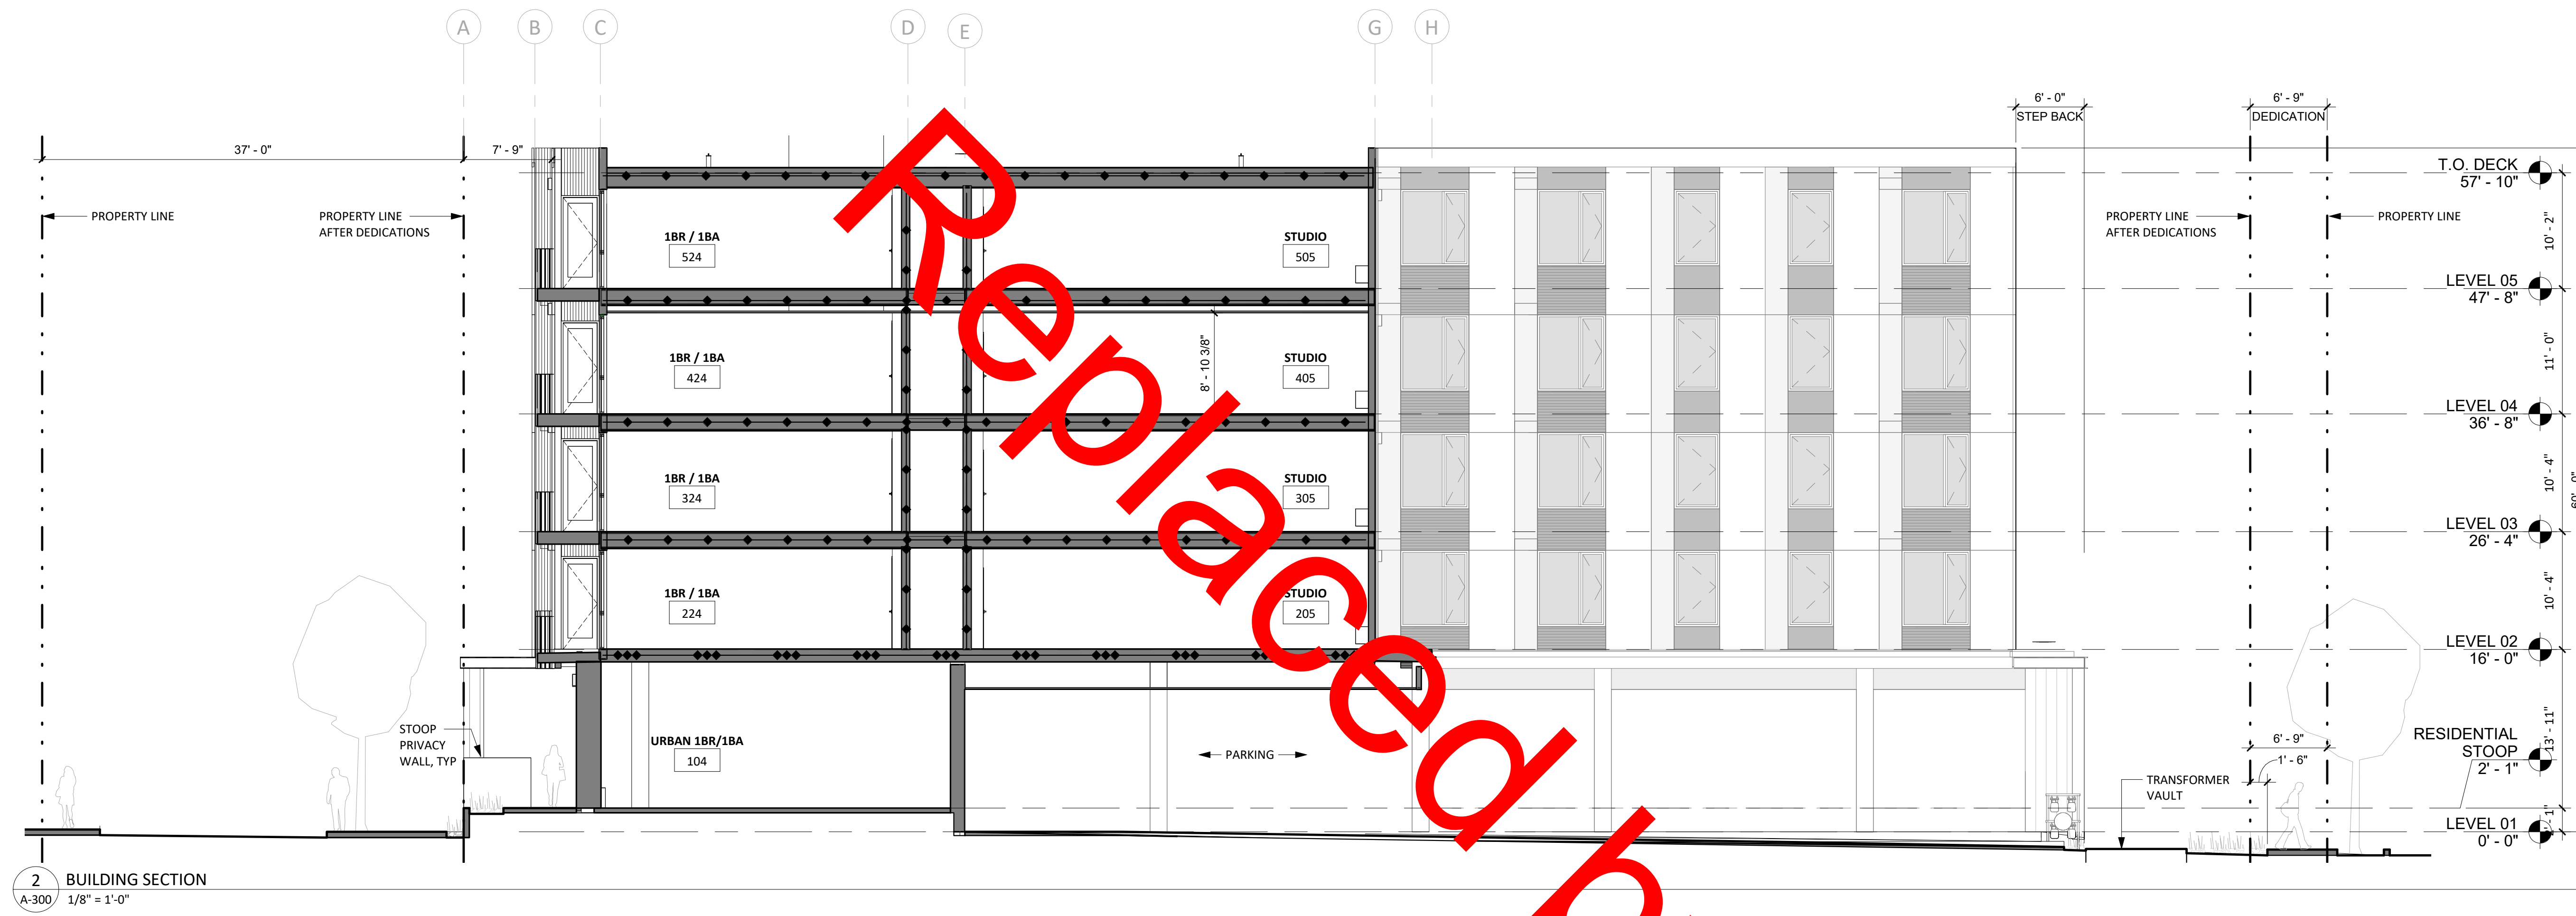 A
B
C
D
E
G
H
6' - 0"
STEP BACK
6' - 9"
DEDICATION
37' - 0"
7' - 9"
T.O. DECK
57' - 10"
PROPERTY LINE
PROPERTY LINE
AFTER DEDICATIONS
PROPERTY LINE
AFTER DEDICATIONS
PROPERTY LINE
10' - 2"
1BR / 1BA
524
STUDIO
505
LEVEL 05
47' - 8"
11' - 0"
8' - 10 3/8"
1BR / 1BA
424
STUDIO
405
LEVEL 04
36' - 8"
10' - 4"
1BR / 1BA
324
STUDIO
305
LEVEL 03
26' - 4"
10' - 4"
1BR / 1BA
224
STUDIO
205
LEVEL 02
16' - 0"
13' - 11"
STOOP
PRIVACY
WALL, TYP
URBAN 1BR/1BA
104
PARKING
6' - 9"
1' - 6"
RESIDENTIAL
STOOP
2' - 1"
TRANSFORMER
VAULT
LEVEL 01
0' - 0"
2
A-300
BUILDING SECTION
1/8" = 1'-0"
Replaced